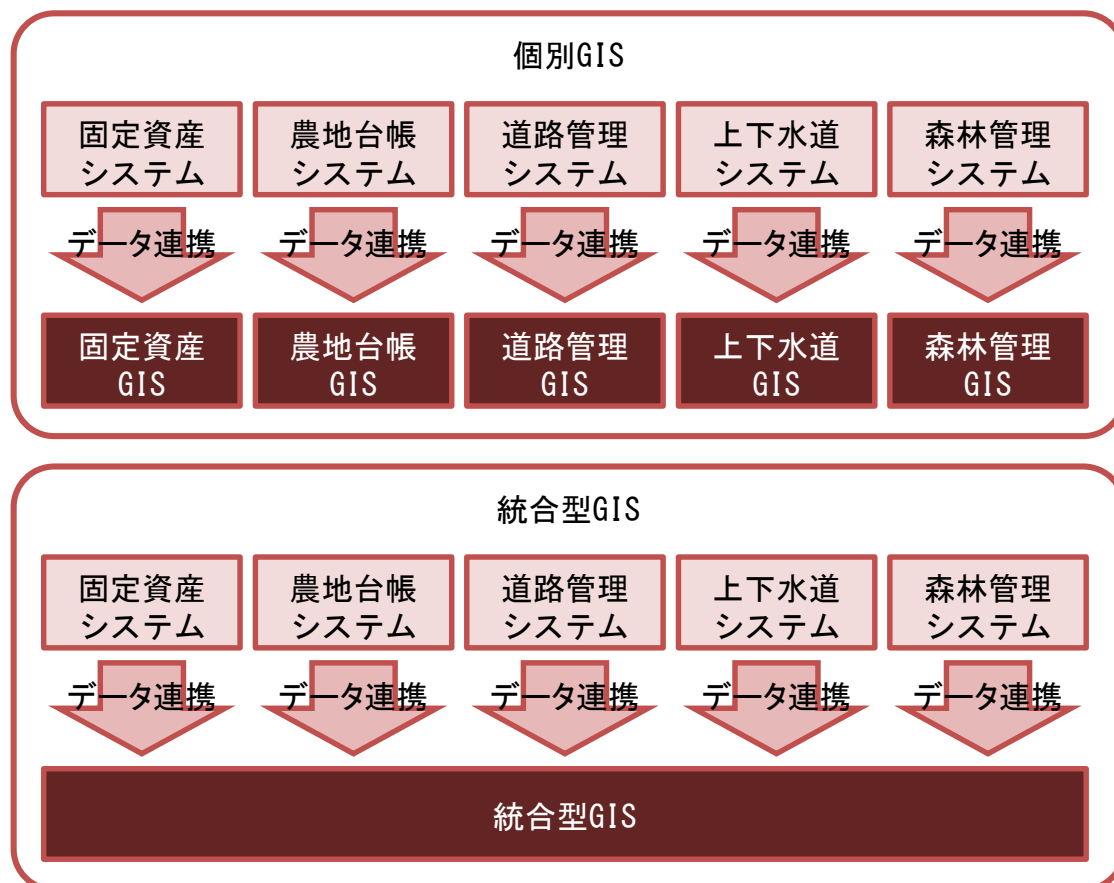 個別GIS
固定資産
システム
農地台帳
システム
道路管理
システム
上下水道
システム
森林管理
システム
データ連携
データ連携
データ連携
データ連携
データ連携
固定資産
GIS
農地台帳
GIS
道路管理
GIS
上下水道
GIS
森林管理
GIS
統合型GIS
固定資産
システム
農地台帳
システム
道路管理
システム
上下水道
システム
森林管理
システム
データ連携
データ連携
データ連携
データ連携
データ連携
統合型GIS